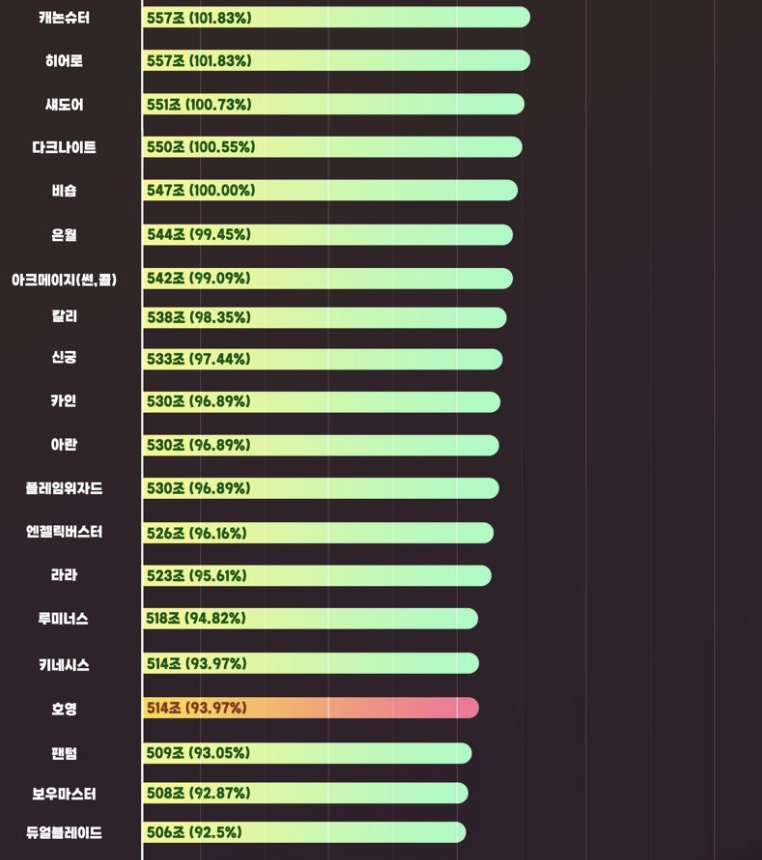 캐논슈터 557조 (101.83%)
히어로 557조 (101.83%)
섀도어 551조 (100.73%)
다크나이트 550조 (100.55%)
비숍 547조 (100.00%)
은월 544조 (99.45%)
아크메이지(썬,콜) 542조 (99.09%)
칼리 538조 (98.35%)
신궁 533조 (97.44%)
카인 530조 (96.89%)
아란 530조 (96.89%)
플레임위자드 530조 (96.89%)
엔젤릭버스터 526조 (96.16%)
라라 523조 (95.61%)
루미너스 518조 (94.82%)
키네시스 514조 (93.97%)
호영 514조 (93.97%)
팬텀 509조 (93.05%)
보우마스터 508조 (92.87%)
듀얼블레이드 506조 (92.5%)